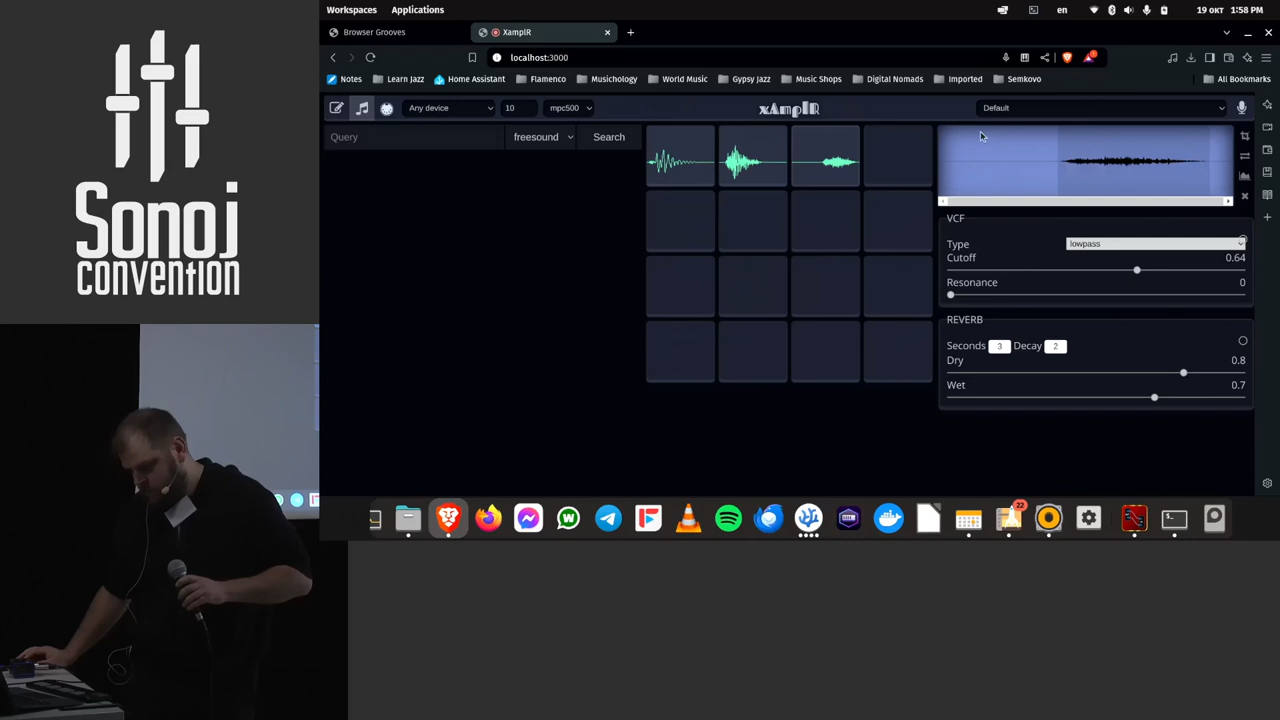 Workspaces Applications en 19 окт 1:58 PM
Browser Grooves XamplR
localhost:3000
Notes Learn Jazz Home Assistant Flamenco Musichology World Music Gypsy Jazz Music Shops Digital Nomads Imported Semkovo All Bookmarks
Any device 10 mpc500 xAmplR Default
Query freesound Search
VCF
Type lowpass
Cutoff 0.64
Resonance 0
REVERB
Seconds 3 Decay 2
Dry 0.8
Wet 0.7
22
Sonoj
convention